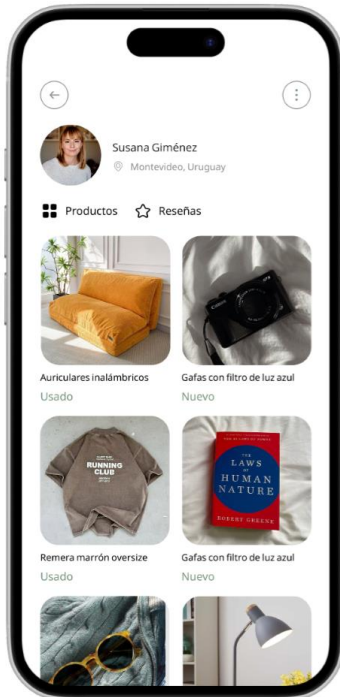 Susana Giménez
Montevideo, Uruguay
Productos
Reseñas
Auriculares inalámbricos
Gafas con filtro de luz azul
Usado
Nuevo
RUNNING
CLUB
THE
LAWS
OF
HUMAN
NATURE
ROBERT GREENE
Remera marrón oversize
Gafas con filtro de luz azul
Usado
Nuevo